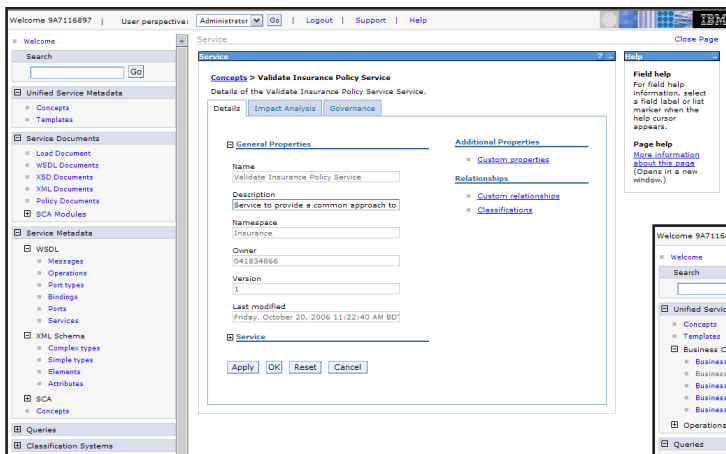 Welcome 9A7116897 | User perspective: Administrator Go | Logout | Support | Help
IBM
Welcome
Search
Go
Unified Service Metadata
Concepts
Templates
Service Documents
Load Document
WSDL Documents
XSD Documents
XML Documents
Policy Documents
SCA Modules
Service Metadata
WSDL
Messages
Operations
Port types
Bindings
Ports
Services
XML Schema
Complex types
Simple types
Elements
Attributes
SCA
Concepts
Queries
Classification Systems
Service
Close Page
Service
? _
Concepts > Validate Insurance Policy Service
Details of the Validate Insurance Policy Service Service.
Details
Impact Analysis
Governance
General Properties
Name
Validate Insurance Policy Service
Description
Service to provide a common approach to
Namespace
Insurance
Owner
041834866
Version
1
Last modified
Friday, October 20, 2006 11:22:40 AM BD
Service
Apply
OK
Reset
Cancel
Additional Properties
Custom properties
Relationships
Custom relationships
Classifications
Help
Field help
For field help
information, select
a field label or list
marker when the
help cursor
appears.
Page help
More information
about this page
(Opens in a new
window.)
Welcome 9A7116
Welcome
Search
Unified Servic
Concepts
Templates
Business C
Business
Business
Business
Business
Business
Operationa
Queries